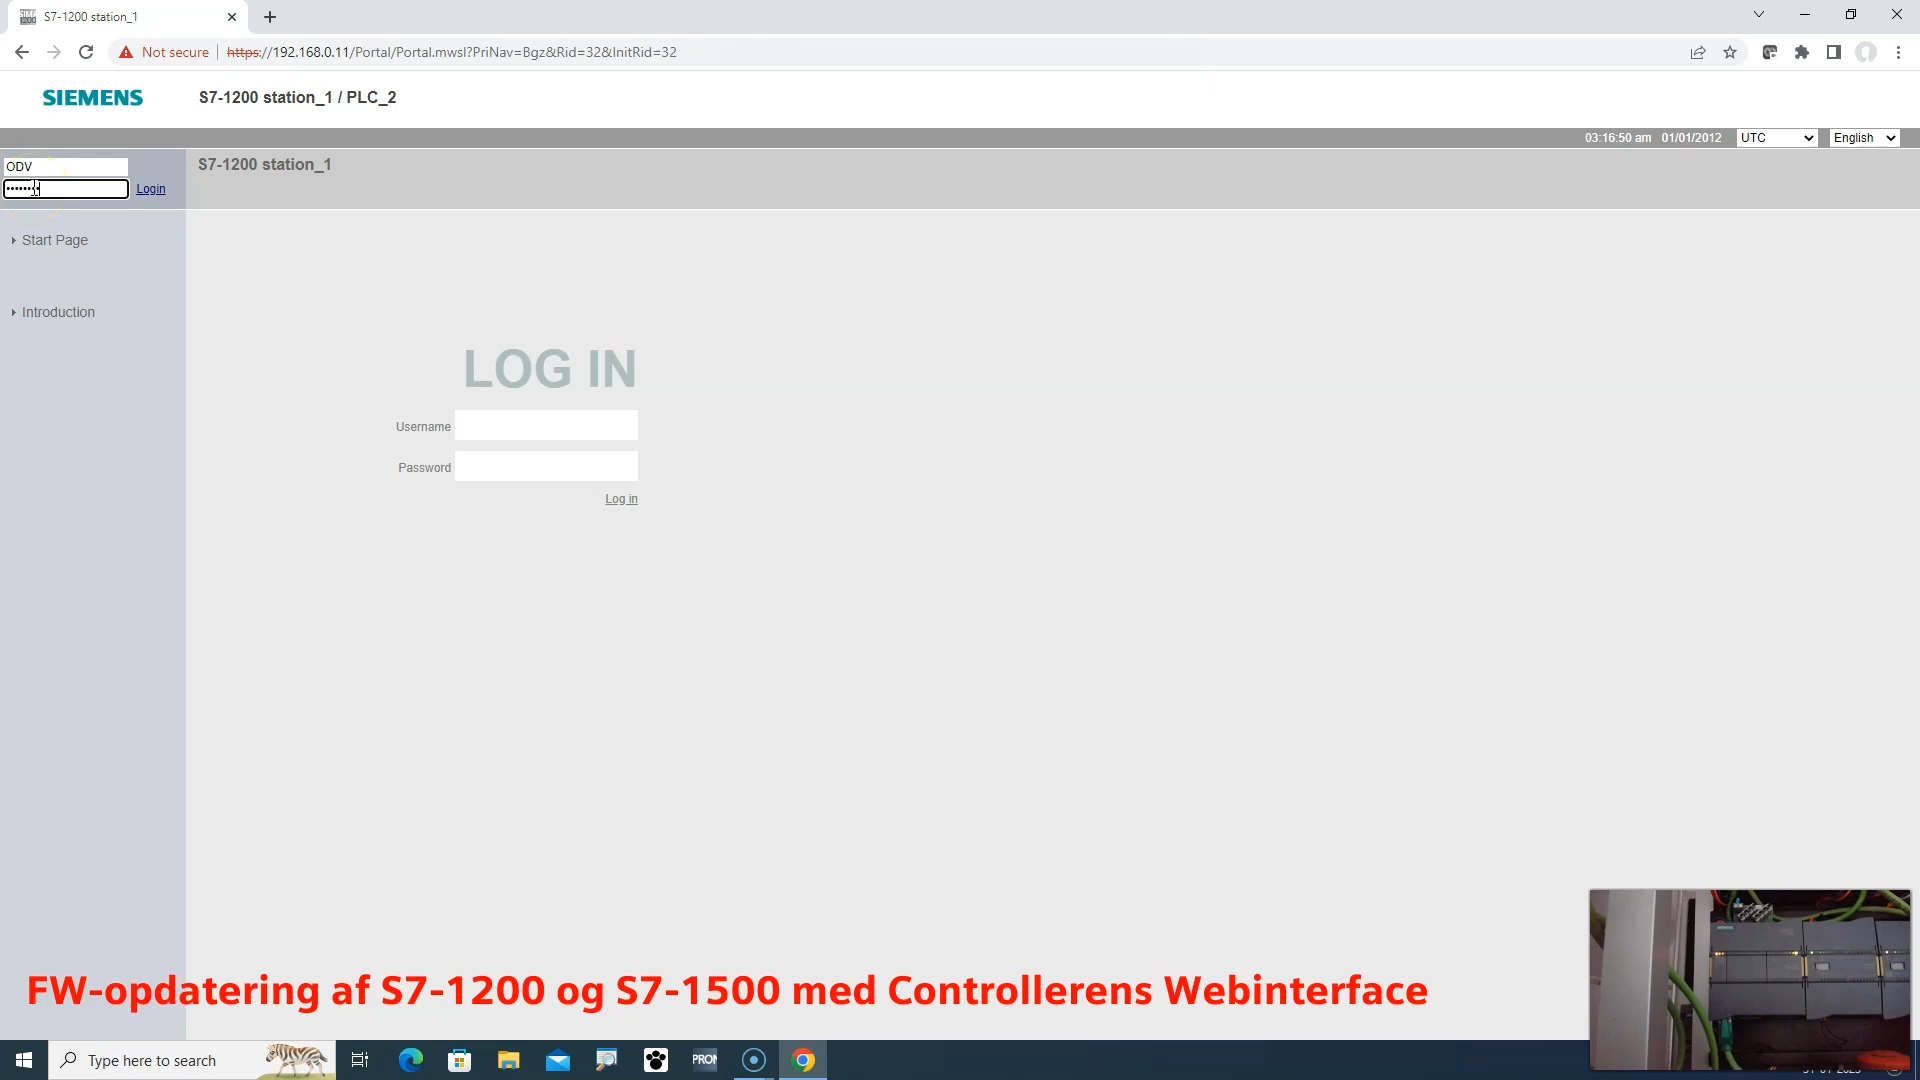 S7-1200 station_1
Not secure
https://192.168.0.11/Portal/Portal.mwsl?PriNav=Bgz&Rid=32&InitRid=32
SIEMENS
S7-1200 station_1 / PLC_2
03:16:50 am 01/01/2012
UTC
English
ODV
Login
S7-1200 station_1
Start Page
Introduction
LOG IN
Username
Password
Log in
FW-opdatering af S7-1200 og S7-1500 med Controllerens Webinterface
Type here to search
PRON